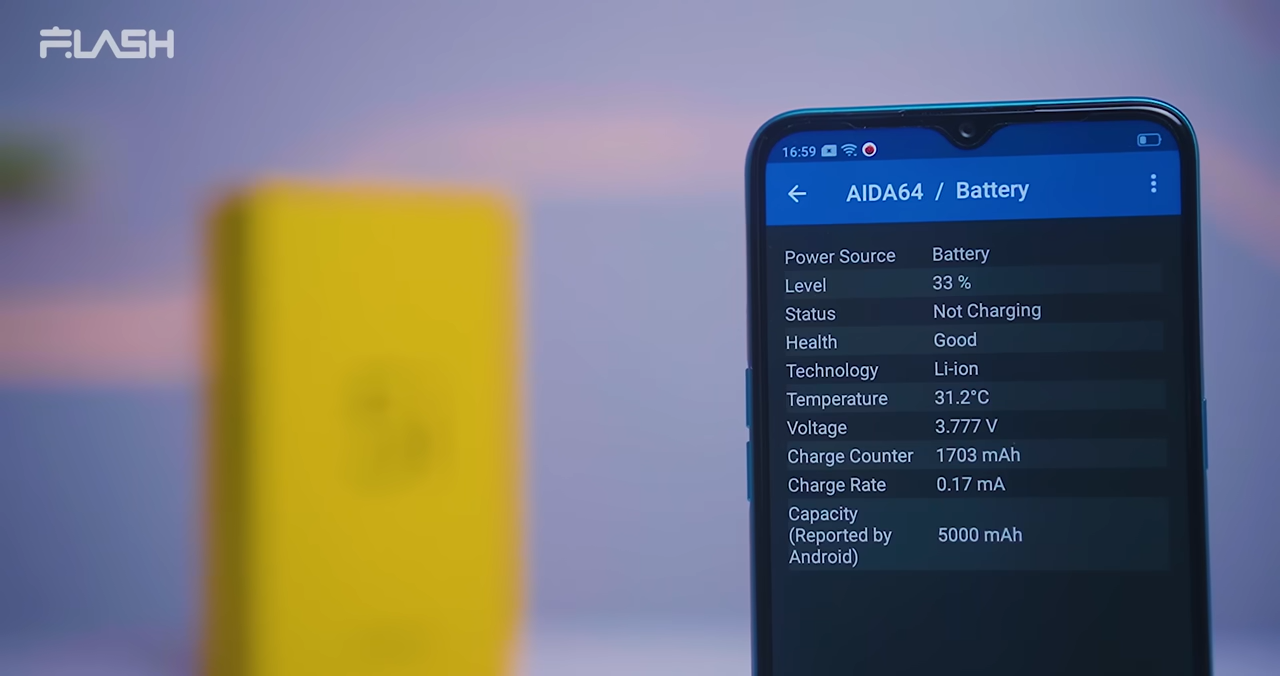 FLASH
16:59
AIDA64 / Battery
Power Source Battery
Level 33 %
Status Not Charging
Health Good
Technology Li-ion
Temperature 31.2°C
Voltage 3.777 V
Charge Counter 1703 mAh
Charge Rate 0.17 mA
Capacity
(Reported by 5000 mAh
Android)